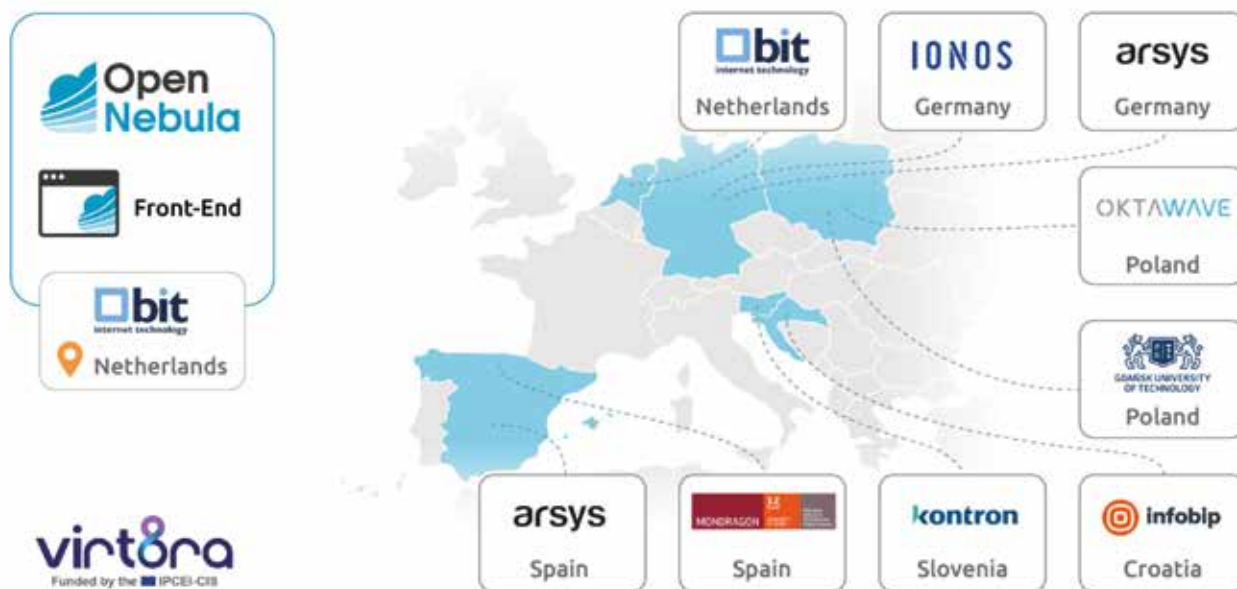 Open
Nebula
Front-End
bit
internet technology
Netherlands
virt8ra
Funded by the IPCEI-CIS
bit
internet technology
Netherlands
IONOS
Germany
arsys
Germany
OKTAWAVE
Poland
GDAŃSK UNIVERSITY
OF TECHNOLOGY
Poland
arsys
Spain
MONDRAGON
Spain
kontron
Slovenia
infobip
Croatia